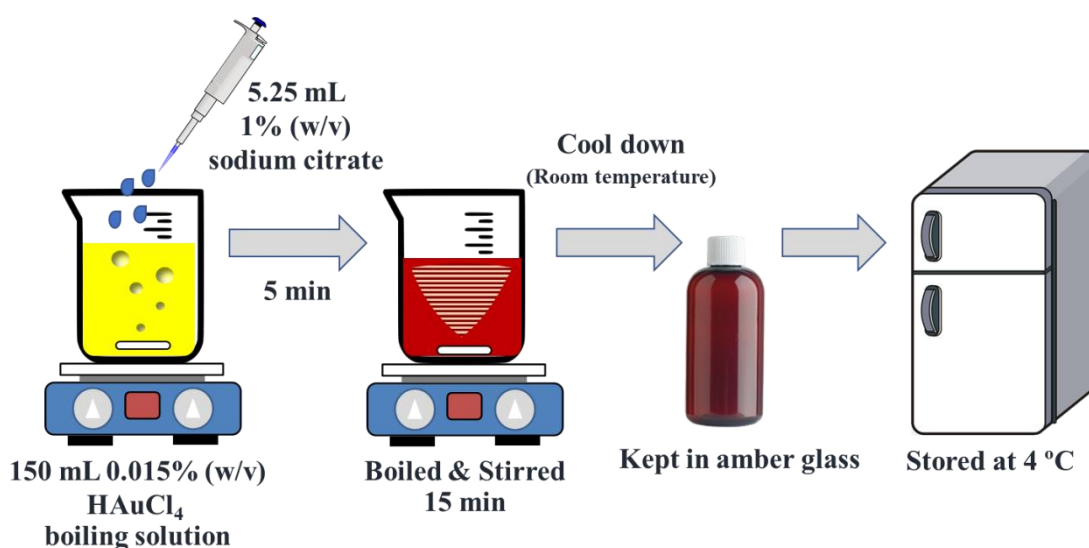 5.25 mL
1% (w/v)
sodium citrate
5 min
Cool down
(Room temperature)
150 mL 0.015% (w/v)
HAuCl₄
boiling solution
Boiled & Stirred
15 min
Kept in amber glass
Stored at 4 ºC